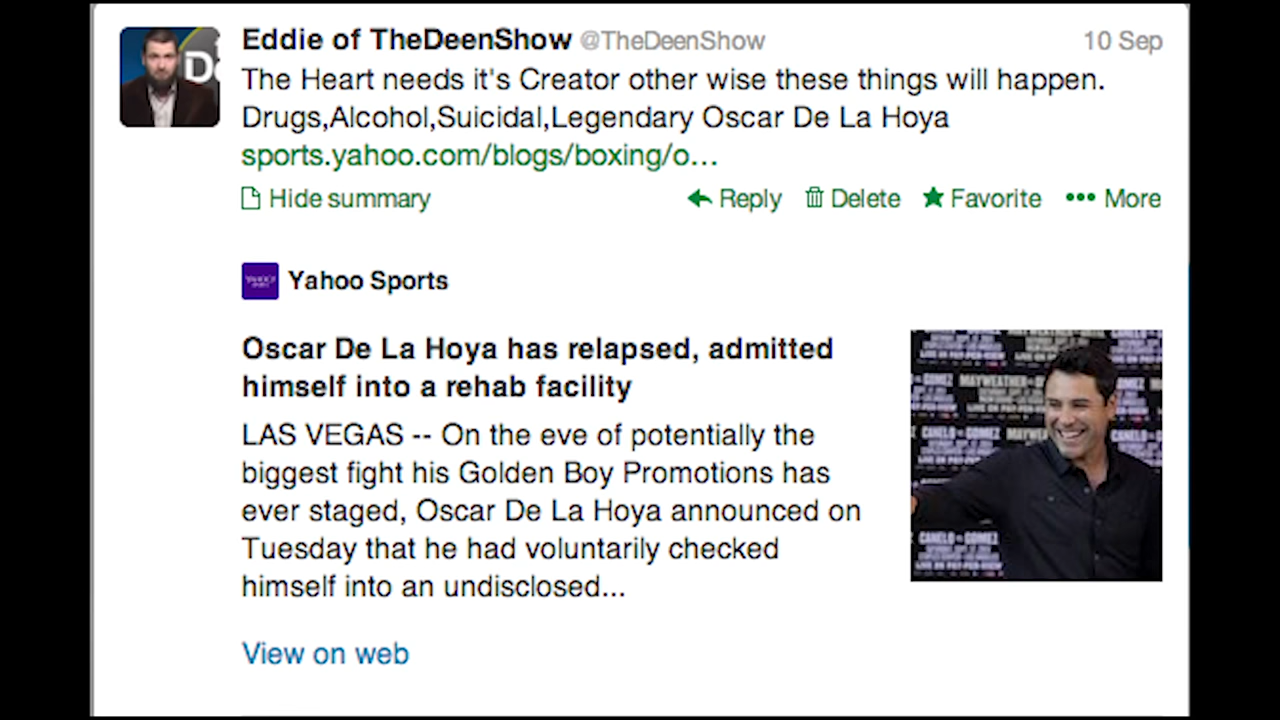 Eddie of TheDeenShow @TheDeenShow 10 Sep
The Heart needs it's Creator other wise these things will happen.
Drugs,Alcohol,Suicidal,Legendary Oscar De La Hoya
sports.yahoo.com/blogs/boxing/o...
Hide summary Reply Delete Favorite More
Yahoo Sports
Oscar De La Hoya has relapsed, admitted
himself into a rehab facility
LAS VEGAS -- On the eve of potentially the
biggest fight his Golden Boy Promotions has
ever staged, Oscar De La Hoya announced on
Tuesday that he had voluntarily checked
himself into an undisclosed...
View on web